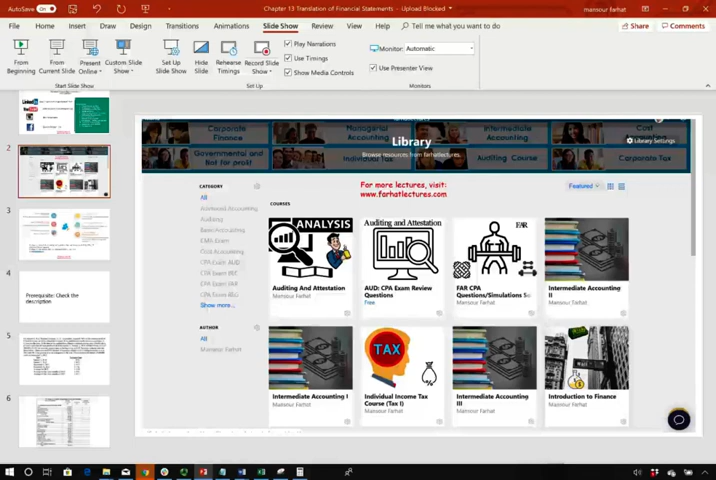 AutoSave On
Chapter 13 Translation of Financial Statements - Upload Blocked
mansour farhat
File Home Insert Draw Design Transitions Animations Slide Show Review View Help Tell me what you want to do
Share Comments
From Beginning
From Current Slide
Present Online
Custom Slide Show
Set Up Slide Show
Hide Slide
Rehearse Timings
Record Slide Show
Play Narrations
Use Timings
Show Media Controls
Monitor: Automatic
Use Presenter View
Start Slide Show
Set Up
Monitors
2
3
4
Prerequisite: Check the description
5
6
Corporate Finance
Managerial Accounting
Intermediate Accounting
Cost Accounting
Library
Browse resources from farhatlectures.
Library Settings
Governmental and Not for profit
Individual Tax
Auditing Course
Corporate Tax
For more lectures, visit:
www.farhatlectures.com
Featured
CATEGORY
All
Advanced Accounting
Auditing
Basic Accounting
CMA Exam
Cost Accounting
CPA Exam AUD
CPA Exam BEC
CPA Exam FAR
CPA Exam REG
Show more...
AUTHOR
All
Mansour Farhat
COURSES
ANALYSIS
Auditing And Attestation
Mansour Farhat
Auditing and Attestation
AUD: CPA Exam Review
Questions
Free
FAR
FAR CPA
Questions/Simulations
Mansour Farhat
Intermediate Accounting
II
Mansour Farhat
Intermediate Accounting I
Mansour Farhat
TAX
Individual Income Tax
Course (Tax I)
Mansour Farhat
Intermediate Accounting
III
Mansour Farhat
Introduction to Finance
Mansour Farhat